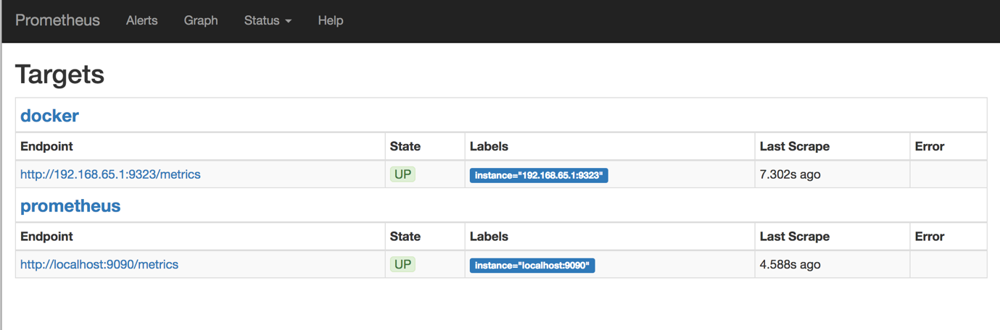 Prometheus Alerts Graph Status Help
Targets
docker
Endpoint State Labels Last Scrape Error
http://192.168.65.1:9323/metrics UP instance="192.168.65.1:9323" 7.302s ago
prometheus
Endpoint State Labels Last Scrape Error
http://localhost:9090/metrics UP instance="localhost:9090" 4.588s ago